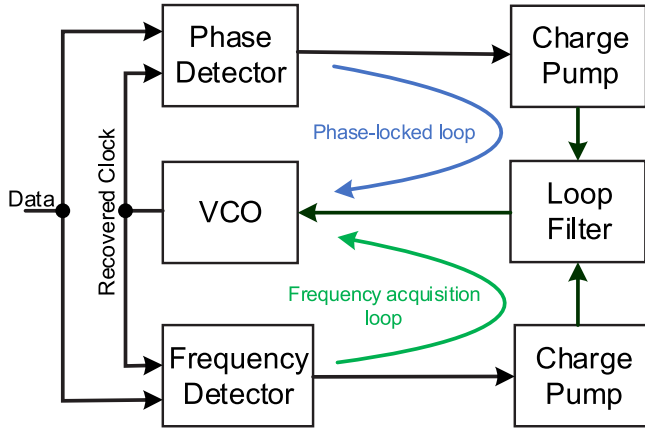 Phase
Detector
Charge
Pump
Phase-locked loop
Data
Recovered Clock
VCO
Loop
Filter
Frequency acquisition
loop
Frequency
Detector
Charge
Pump